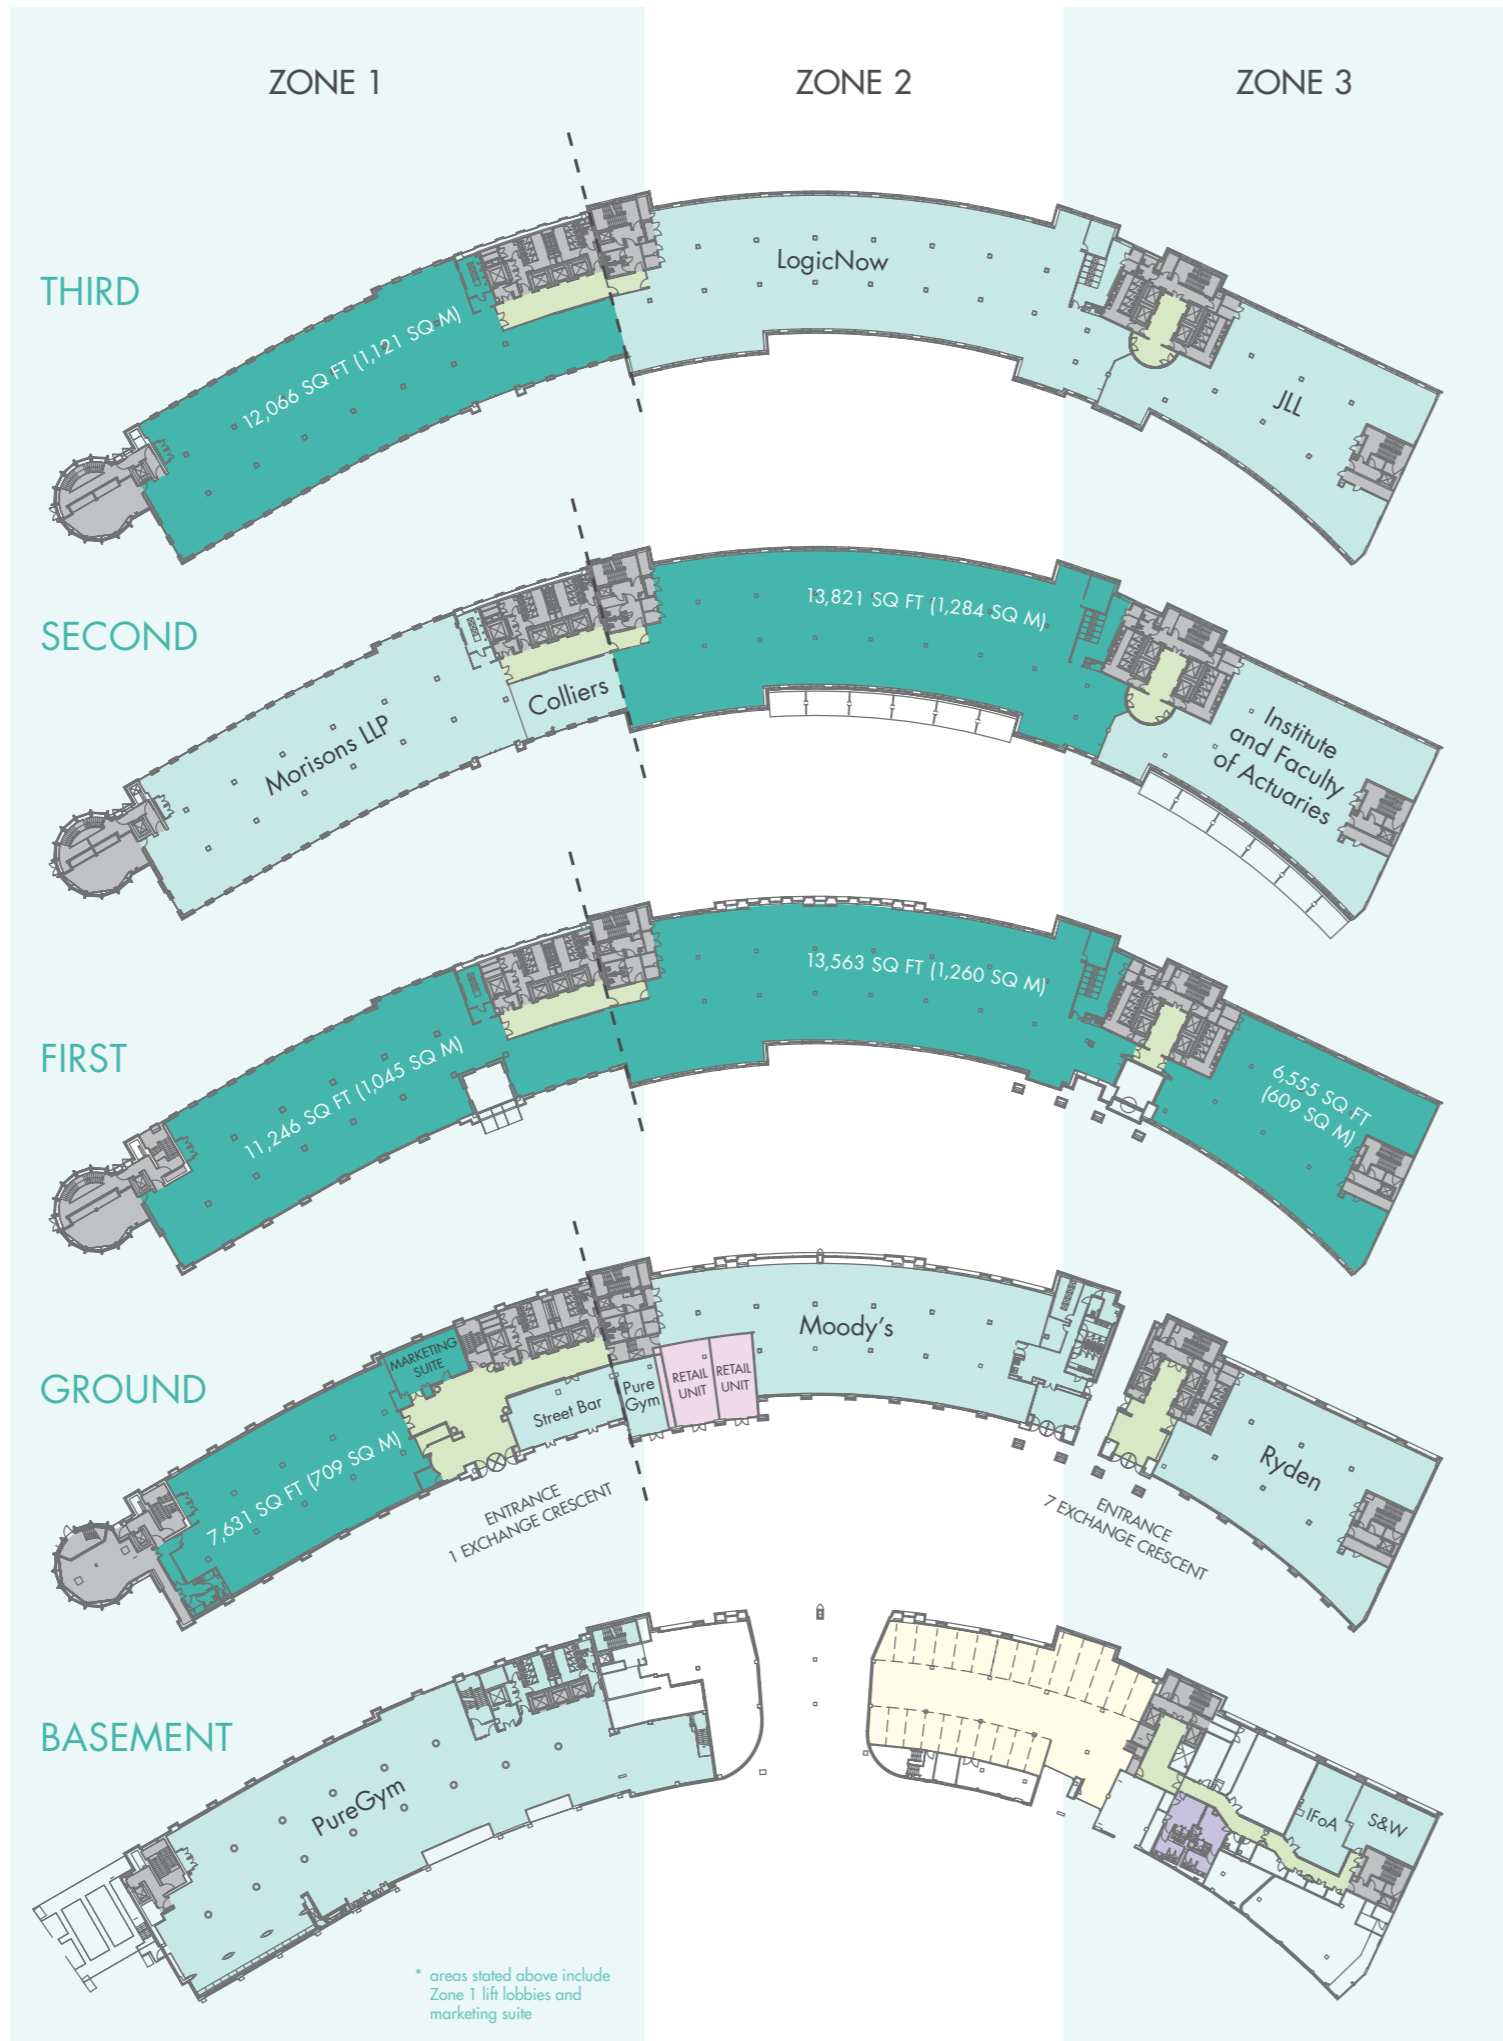 ZONE 1
ZONE 2
ZONE 3
THIRD
12,066 SQ FT (1,121 SQ M)
LogicNow
JLL
SECOND
Morisons LLP
Colliers
13,821 SQ FT (1,284 SQ M)
Institute
and Faculty
of Actuaries
FIRST
11,246 SQ FT (1,045 SQ M)
13,563 SQ FT (1,260 SQ M)
6,555 SQ FT
(609 SQ M)
GROUND
7,631 SQ FT (709 SQ M)
MARKETING
SUITE
Street Bar
Pure
Gym
RETAIL
UNIT
RETAIL
UNIT
Moody's
Ryden
ENTRANCE
1 EXCHANGE CRESCENT
ENTRANCE
7 EXCHANGE CRESCENT
BASEMENT
PureGym
IFoA
S&W
* areas stated above include
Zone 1 lift lobbies and
marketing suite